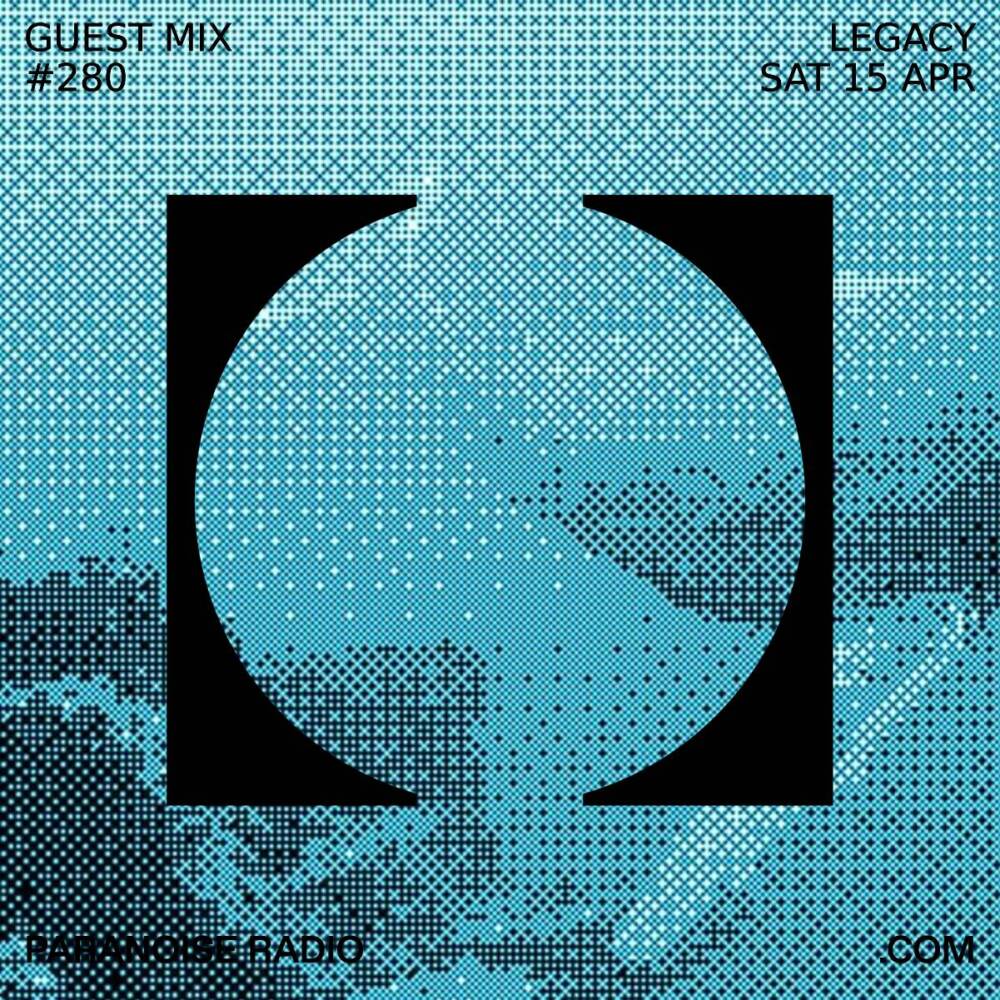 GUEST MIX
#280
LEGACY
SAT 15 APR
PARANOISE RADIO
.COM